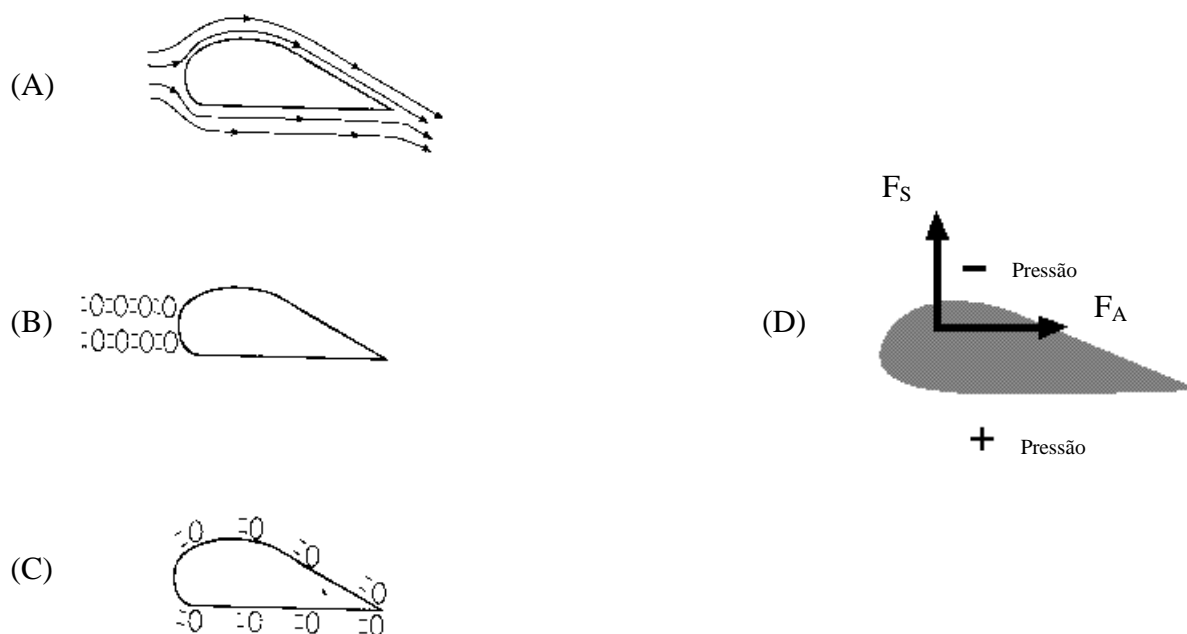 (A)
(B)
(C)
(D)
F_S
− Pressão
F_A
+ Pressão